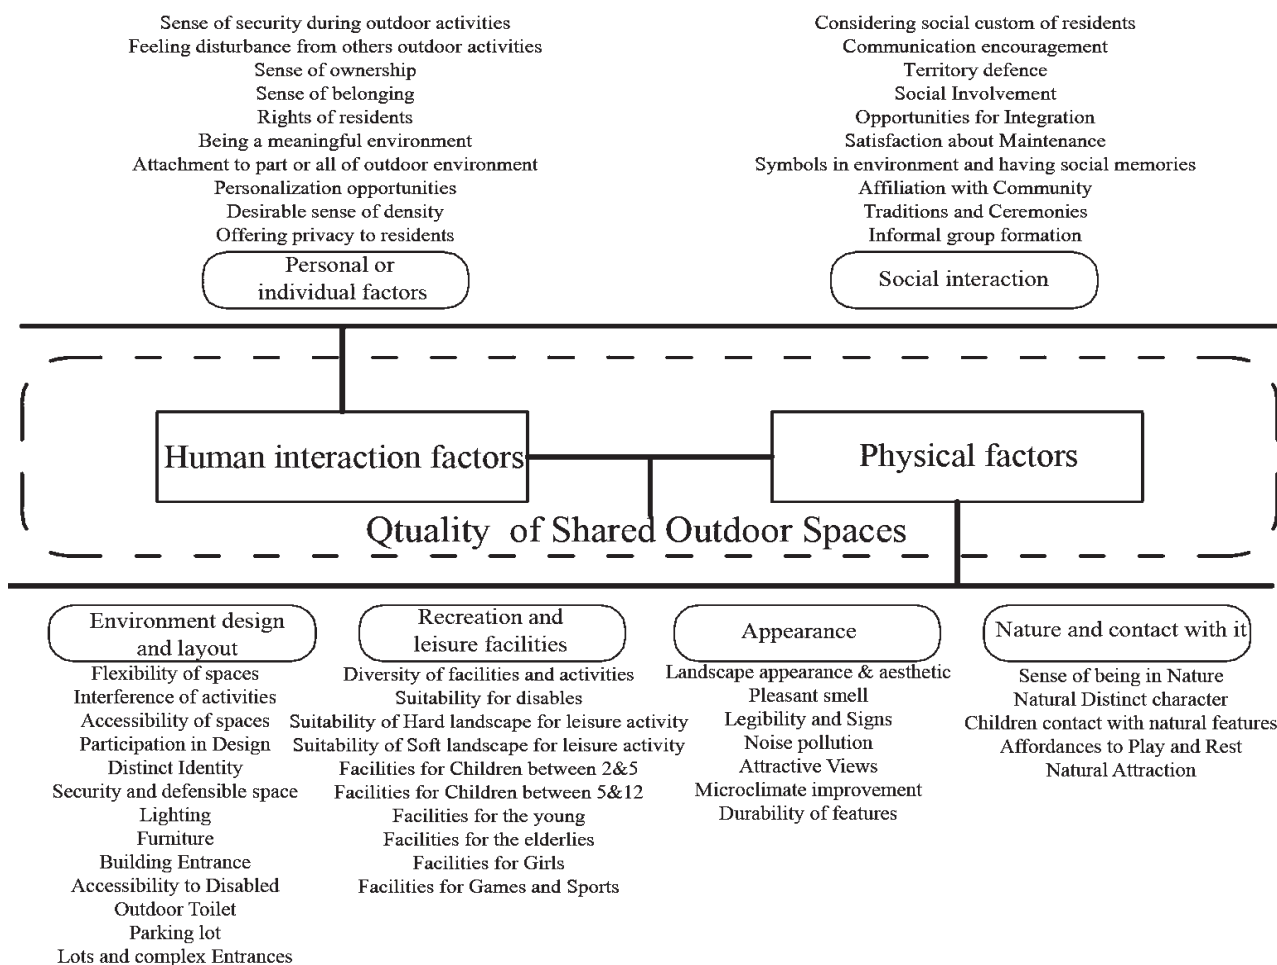 Sense of security during outdoor activities
Feeling disturbance from others outdoor activities
Sense of ownership
Sense of belonging
Rights of residents
Being a meaningful environment
Attachment to part or all of outdoor environment
Personalization opportunities
Desirable sense of density
Offering privacy to residents
Personal or
individual factors
Considering social custom of residents
Communication encouragement
Territory defence
Social Involvement
Opportunities for Integration
Satisfaction about Maintenance
Symbols in environment and having social memories
Affiliation with Community
Traditions and Ceremonies
Informal group formation
Social interaction
Human interaction factors
Physical factors
Qtuality of Shared Outdoor Spaces
Environment design
and layout
Flexibility of spaces
Interference of activities
Accessibility of spaces
Participation in Design
Distinct Identity
Security and defensible space
Lighting
Furniture
Building Entrance
Accessibility to Disabled
Outdoor Toilet
Parking lot
Lots and complex Entrances
Recreation and
leisure facilities
Diversity of facilities and activities
Suitability for disables
Suitability of Hard landscape for leisure activity
Suitability of Soft landscape for leisure activity
Facilities for Children between 2&5
Facilities for Children between 5&12
Facilities for the young
Facilities for the elderlies
Facilities for Girls
Facilities for Games and Sports
Appearance
Landscape appearance & aesthetic
Pleasant smell
Legibility and Signs
Noise pollution
Attractive Views
Microclimate improvement
Durability of features
Nature and contact with it
Sense of being in Nature
Natural Distinct character
Children contact with natural features
Affordances to Play and Rest
Natural Attraction